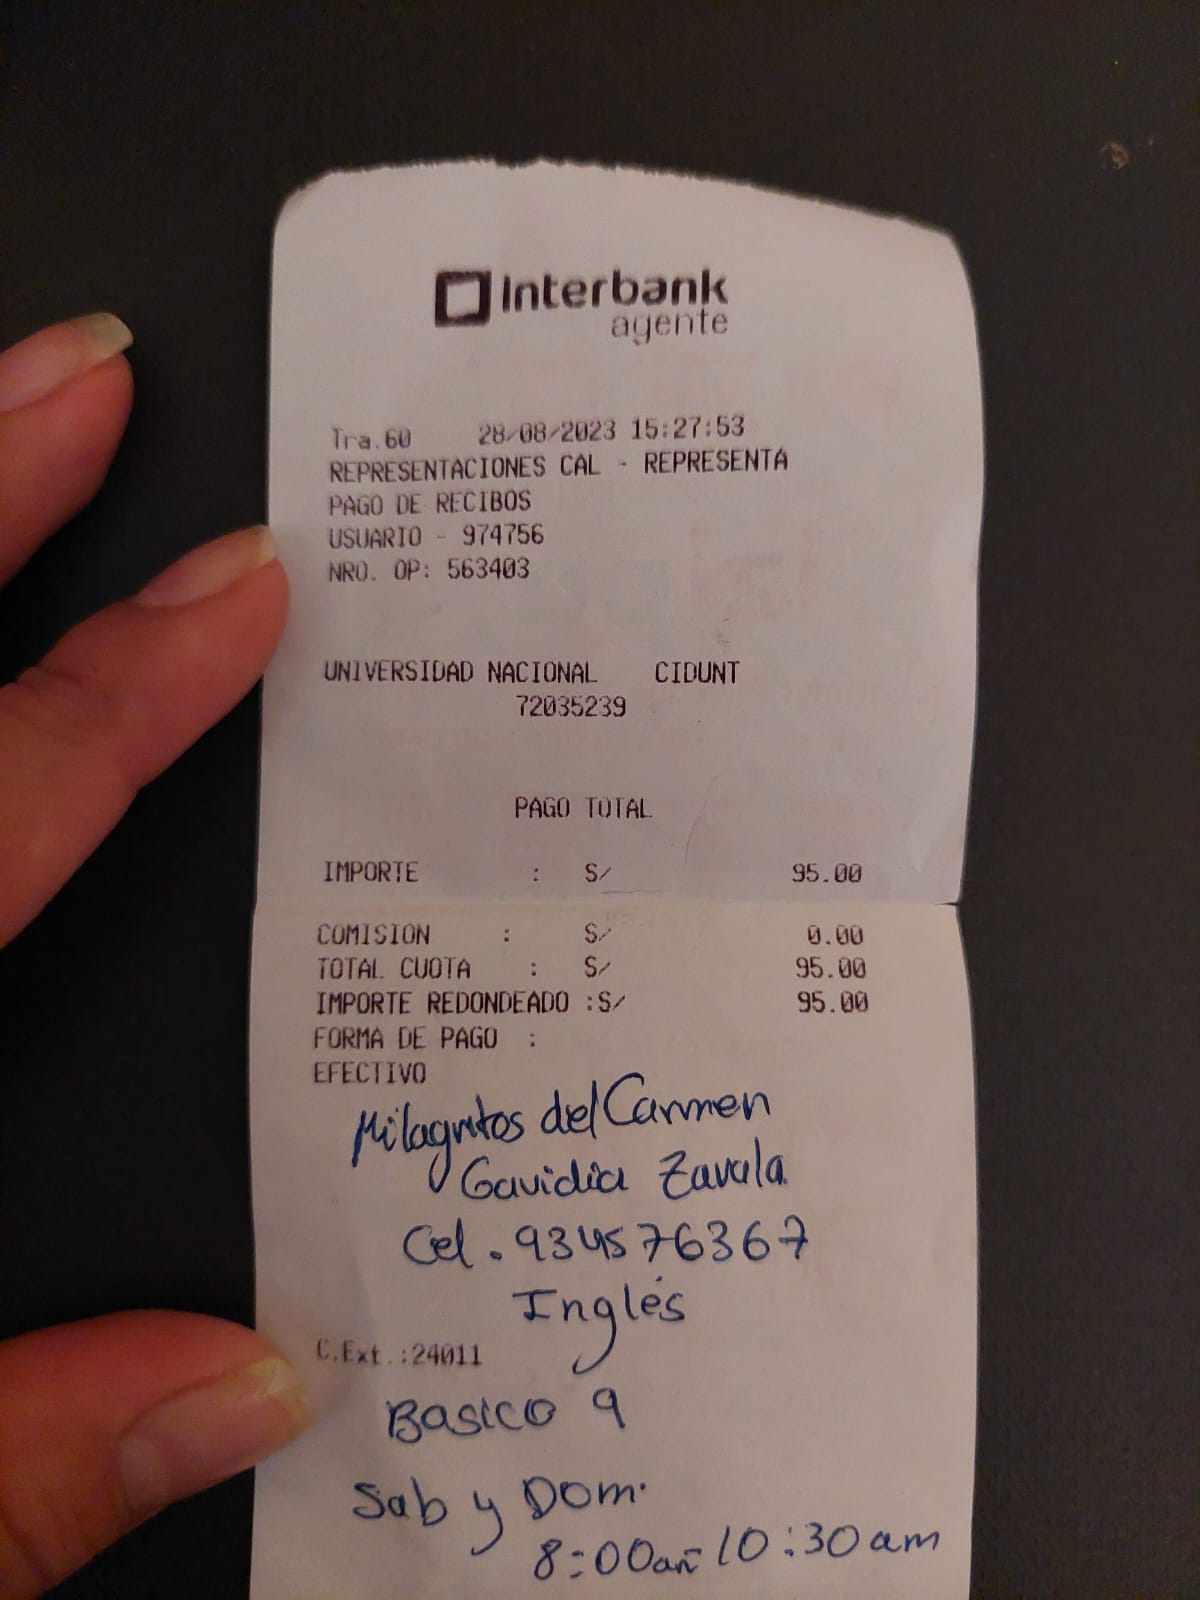 Interbank
agente
Tra.60 28/08/2023 15:27:53
REPRESENTACIONES CAL - REPRESENTA
PAGO DE RECIBOS
USUARIO - 974756
NRO. OP: 563403
UNIVERSIDAD NACIONAL CIDUNT
72035239
PAGO TOTAL
IMPORTE : S/ 95.00
COMISION : S/ 0.00
TOTAL CUOTA : S/ 95.00
IMPORTE REDONDEADO :S/ 95.00
FORMA DE PAGO :
EFECTIVO
Milagritos del Carmen
Gavidia Zavala
Cel. 934576367
Inglés
C.Ext.:24011
Basico 9
Sab y Dom.
8:00am-10:30am